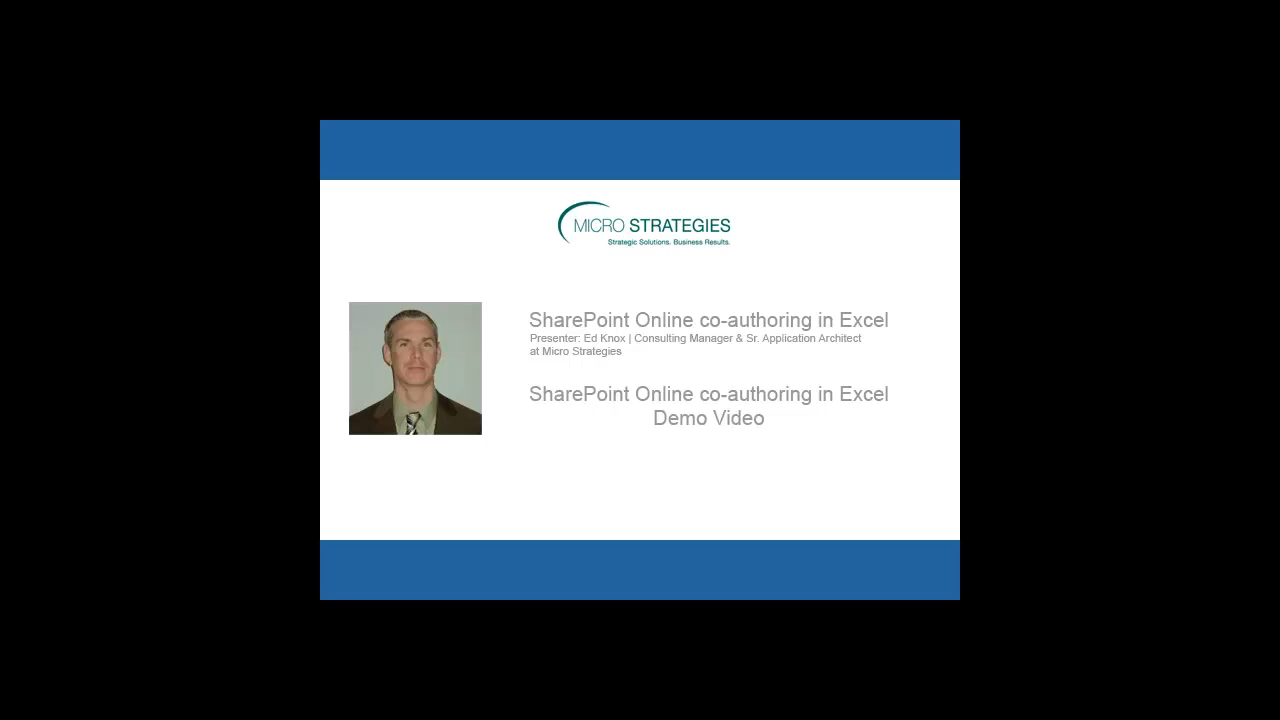 MICRO STRATEGIES
Strategic Solutions. Business Results.
SharePoint Online co-authoring in Excel
Presenter: Ed Knox | Consulting Manager & Sr. Application Architect
at Micro Strategies
SharePoint Online co-authoring in Excel
Demo Video